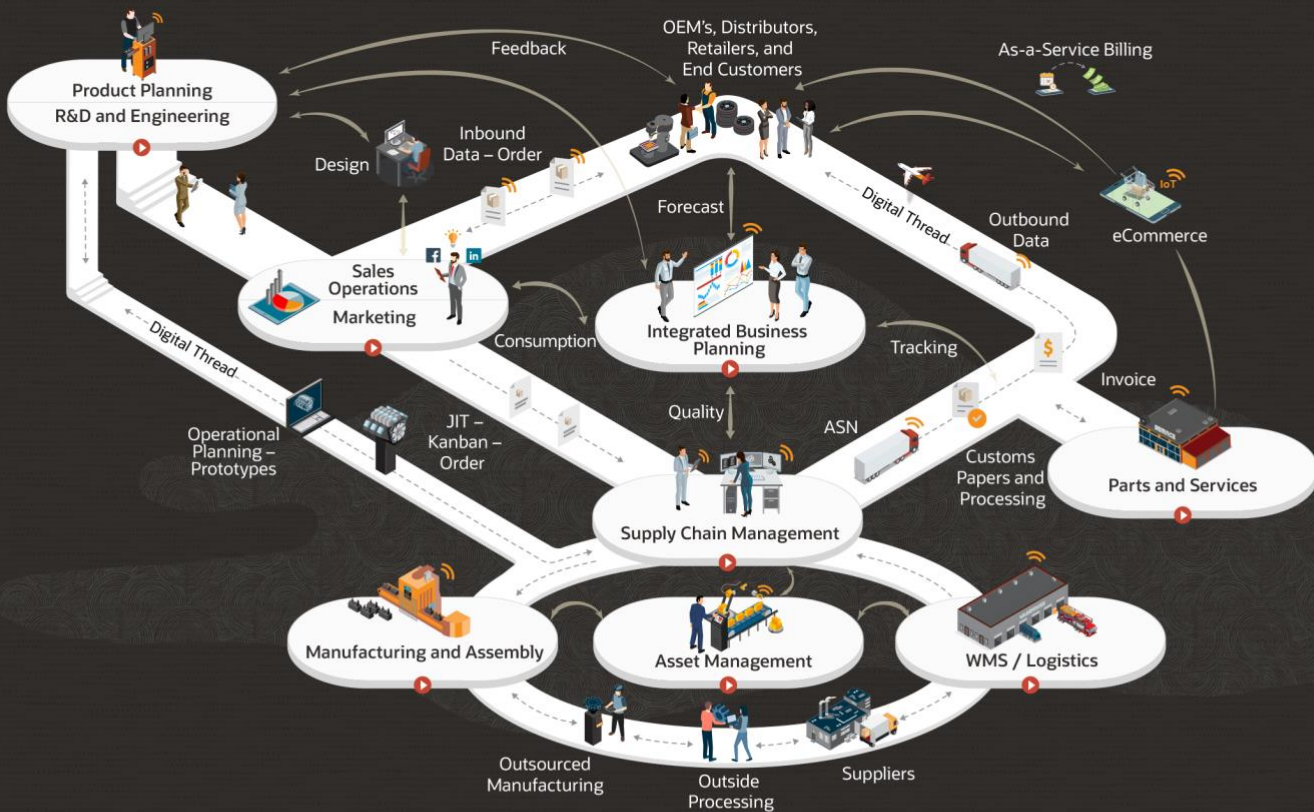 Feedback
OEM's, Distributors,
Retailers, and
End Customers
As-a-Service Billing
Product Planning
R&D and Engineering
Design
Inbound
Data – Order
Forecast
Digital Thread
Outbound
Data
IoT
eCommerce
f
in
Sales
Operations
Marketing
Consumption
Integrated Business
Planning
Tracking
$
Invoice
Digital Thread
Operational
Planning –
Prototypes
JIT –
Kanban –
Order
Quality
ASN
Customs
Papers and
Processing
Parts and Services
Supply Chain Management
Manufacturing and Assembly
Asset Management
WMS / Logistics
Outsourced
Manufacturing
Outside
Processing
Suppliers